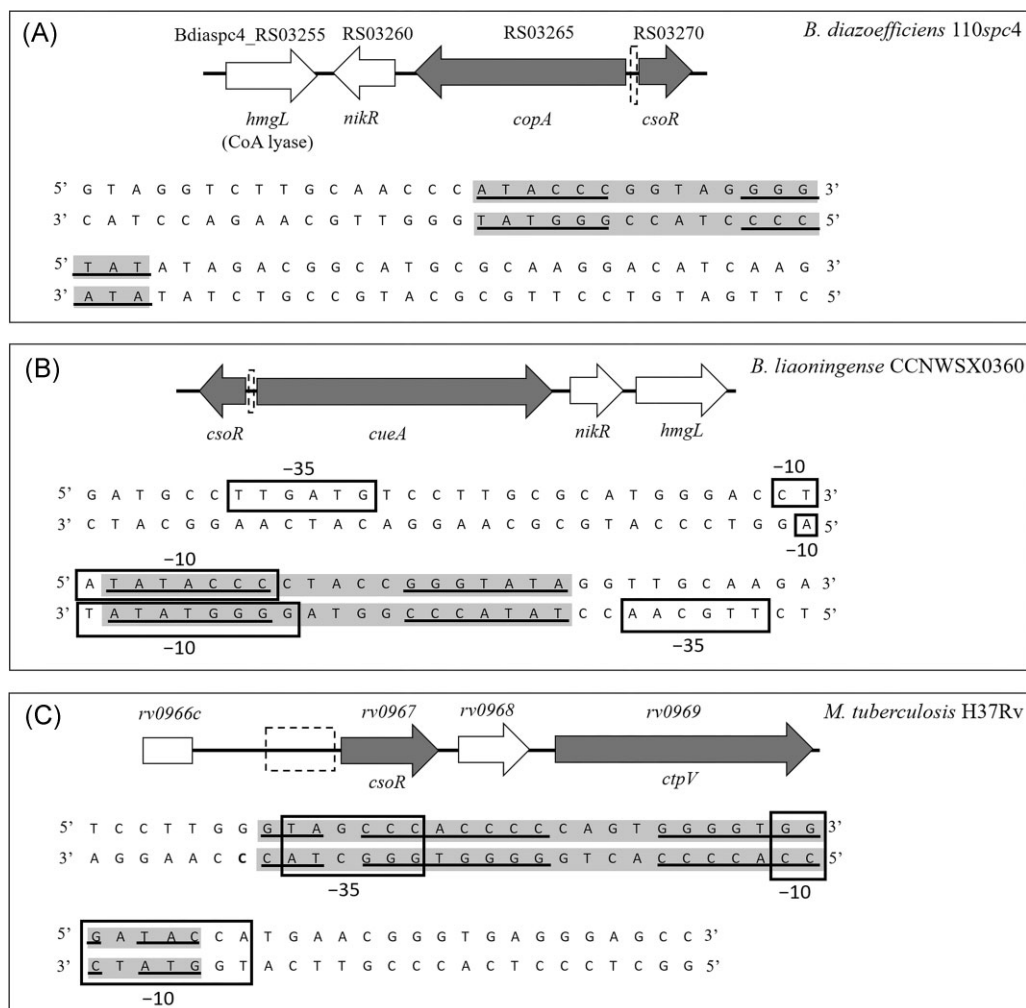 (A)
B. diazoefficiens 110spc4
Bdiaspc4_RS03255 RS03260 RS03265 RS03270
hmgL nikR copA csoR
(CoA lyase)
5’ G T A G G T C T T G C A A C C C A T A C C C G G T A G G G G 3’
3’ C A T C C A G A A C G T T G G G T A T G G G C C A T C C C C 5’
5’ T A T A T A G A C G G C A T G C G C A A G G A C A T C A A G 3’
3’ A T A T A T C T G C C G T A C G C G T T C C T G T A G T T C 5’
(B)
B. liaoningense CCNWSX0360
csoR cueA nikR hmgL
−35 −10
5’ G A T G C C T T G A T G T C C T T G C G C A T G G G A C C T 3’
3’ C T A C G G A A C T A C A G G A A C G C G T A C C C T G G A 5’
−10
−10
5’ A T A T A C C C C T A C C G G G T A T A G G T T G C A A G A 3’
3’ T A T A T G G G G A T G G C C C A T A T C C A A C G T T C T 5’
−10 −35
(C)
M. tuberculosis H37Rv
rv0966c rv0967 rv0968 rv0969
csoR ctpV
5’ T C C T T G G G T A G C C C A C C C C C A G T G G G G T G G 3’
3’ A G G A A C C C A T C G G G T G G G G G T C A C C C C A C C 5’
−35 −10
5’ G A T A C C A T G A A C G G G T G A G G G A G C C 3’
3’ C T A T G G T A C T T G C C C A C T C C C T C G G 5’
−10